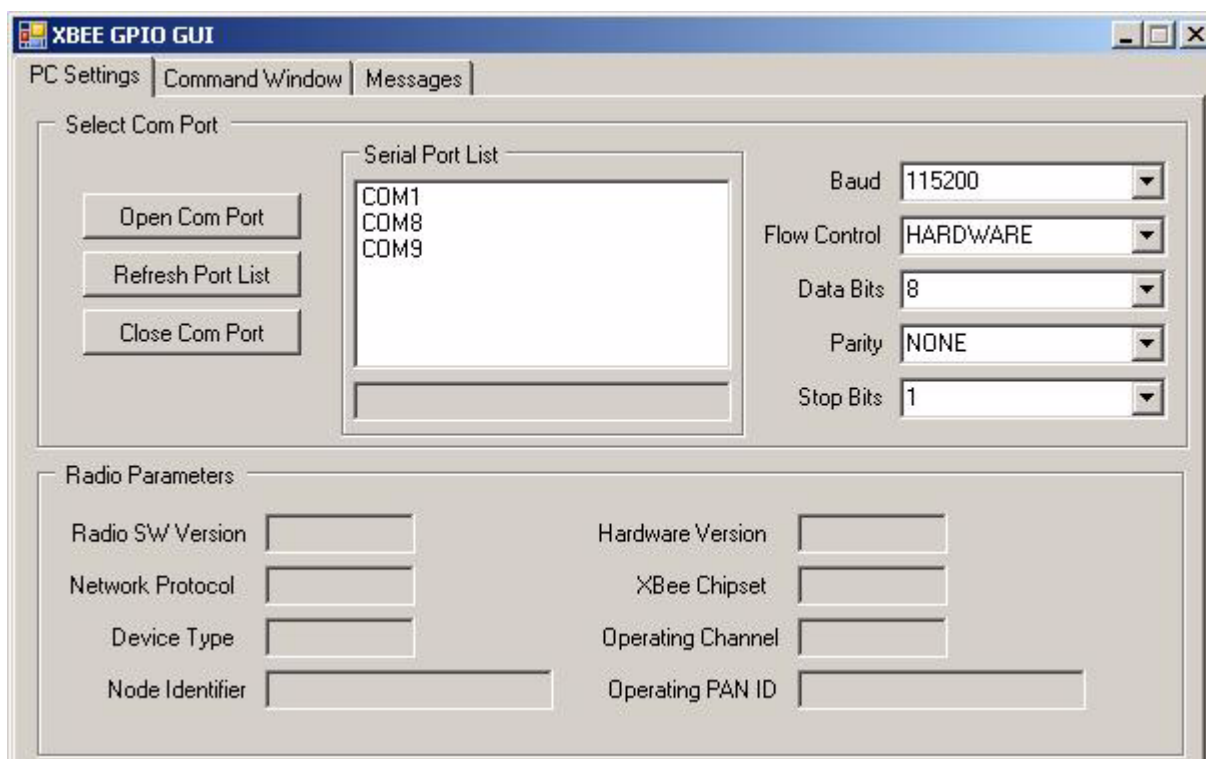 XBEE GPIO GUI
PC Settings
Command Window
Messages
Select Com Port
Open Com Port
Refresh Port List
Close Com Port
Serial Port List
COM1
COM8
COM9
Baud 115200
Flow Control HARDWARE
Data Bits 8
Parity NONE
Stop Bits 1
Radio Parameters
Radio SW Version
Hardware Version
Network Protocol
XBee Chipset
Device Type
Operating Channel
Node Identifier
Operating PAN ID